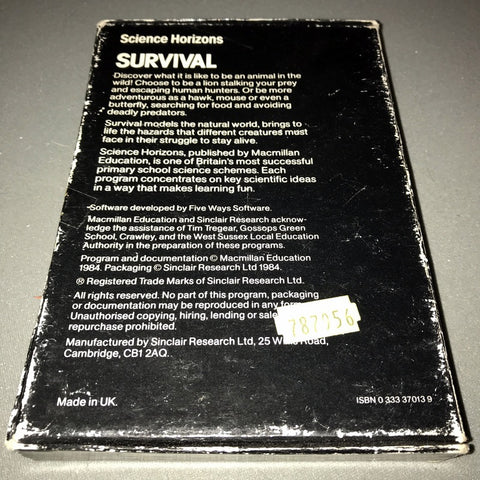 Science Horizons
SURVIVAL
Discover what it is like to be an animal in the
wild! Choose to be a lion stalking your prey
and escaping human hunters. Or be more
adventurous as a hawk, mouse or even a
butterfly, searching for food and avoiding
deadly predators.
Survival models the natural world, brings to
life the hazards that different creatures must
face in their struggle to stay alive.
Science Horizons, published by Macmillan
Education, is one of Britain's most successful
primary school science schemes. Each
program concentrates on key scientific ideas
in a way that makes learning fun.
Software developed by Five Ways Software.
Macmillan Education and Sinclair Research acknow-
ledge the assistance of Tim Tregear, Gossops Green
School, Crawley, and the West Sussex Local Education
Authority in the preparation of these programs.
Program and documentation © Macmillan Education
1984. Packaging © Sinclair Research Ltd 1984.
® Registered Trade Marks of Sinclair Research Ltd.
All rights reserved. No part of this program, packaging
or documentation may be reproduced in any
Unauthorised copying, hiring, lending or
repurchase prohibited.
787956
Manufactured by Sinclair Research Ltd, 25 Road,
Cambridge, CB1 2AQ.
Made in UK.
ISBN 0 333 37013 9